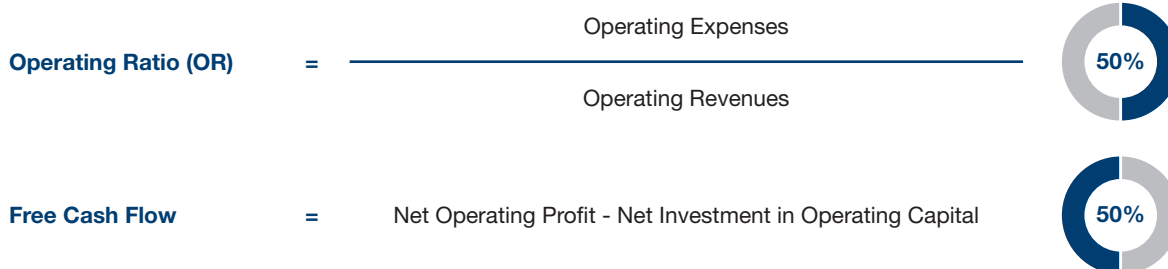 Operating Expenses
Operating Ratio (OR) = 50%
Operating Revenues
Free Cash Flow = Net Operating Profit - Net Investment in Operating Capital 50%